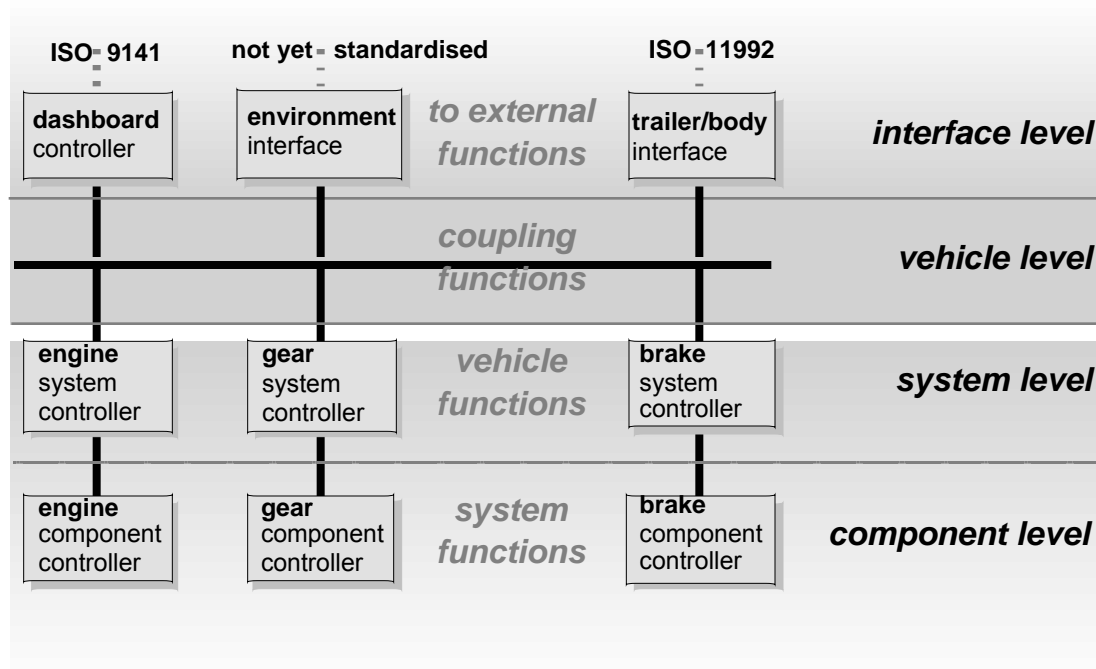 ISO 9141
not yet standardised
ISO 11992
dashboard
controller
environment
interface
to external
functions
trailer/body
interface
interface level
coupling
functions
vehicle level
engine
system
controller
gear
system
controller
vehicle
functions
brake
system
controller
system level
engine
component
controller
gear
component
controller
system
functions
brake
component
controller
component level